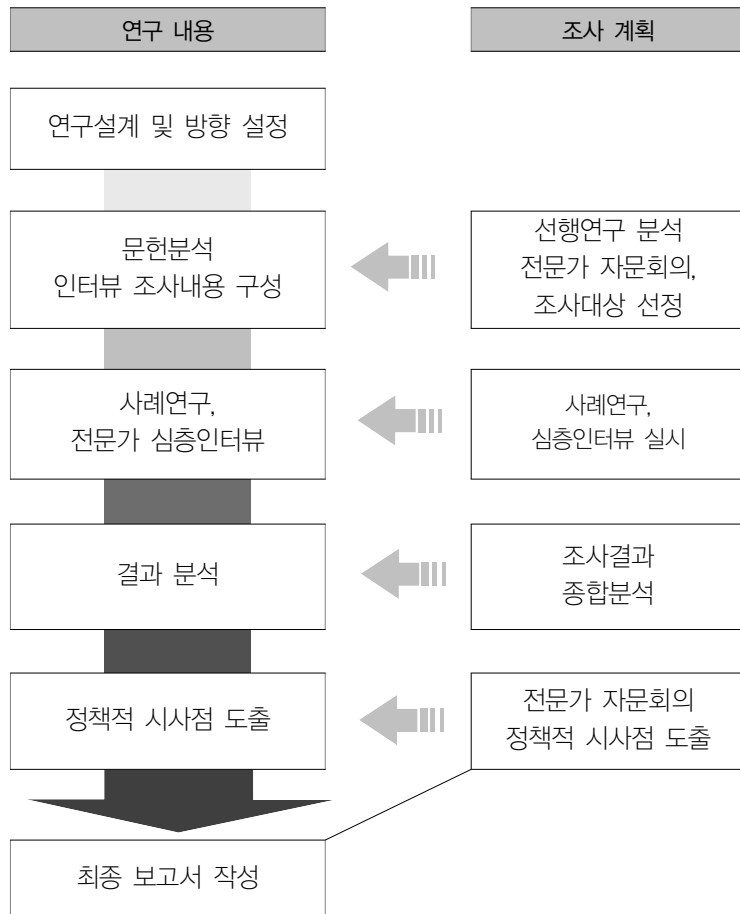 연구 내용
조사 계획
연구설계 및 방향 설정
문헌분석
인터뷰 조사내용 구성
선행연구 분석
전문가 자문회의,
조사대상 선정
사례연구,
전문가 심층인터뷰
사례연구,
심층인터뷰 실시
결과 분석
조사결과
종합분석
정책적 시사점 도출
전문가 자문회의
정책적 시사점 도출
최종 보고서 작성